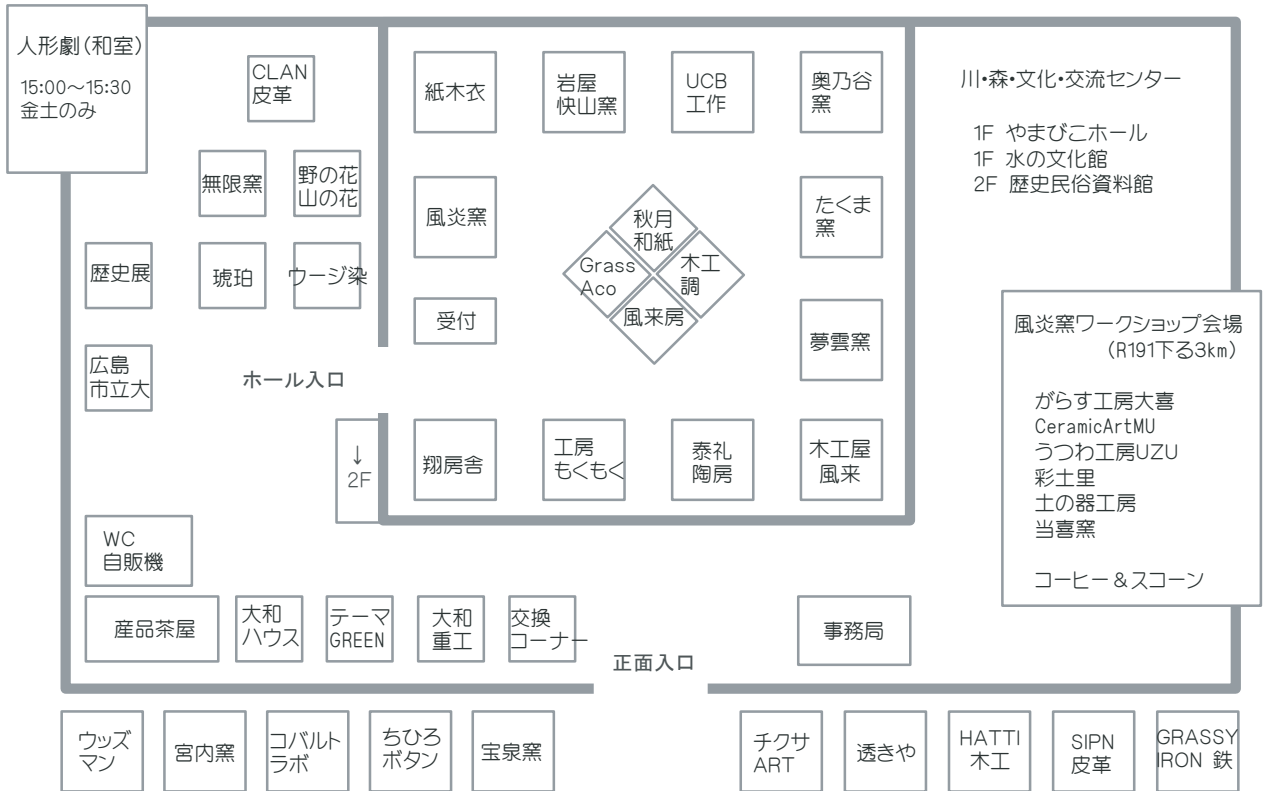 人形劇(和室)
15:00～15:30
金土のみ
CLAN
皮革
無限窯
野の花
山の花
歴史展
琥珀
ウージ染
広島
市立大
ホール入口
↓
2F
紙木衣
岩屋
快山窯
UCB
工作
奥乃谷
窯
風炎窯
たくま
窯
秋月
和紙
Grass
Aco
木工
調
風来房
受付
夢雲窯
翔房舎
工房
もくもく
泰礼
陶房
木工屋
風来
川・森・文化・交流センター
1F やまびこホール
1F 水の文化館
2F 歴史民俗資料館
風炎窯ワークショップ会場
(R191下る3km)
がらす工房大喜
CeramicArtMU
うつわ工房UZU
彩土里
土の器工房
当喜窯
コーヒー＆スコーン
WC
自販機
産品茶屋
大和
ハウス
テーマ
GREEN
大和
重工
交換
コーナー
正面入口
事務局
ウッズ
マン
宮内窯
コバルト
ラボ
ちひろ
ボタン
宝泉窯
チクサ
ART
透きや
HATTI
木工
SIPN
皮革
GRASSY
IRON 鉄